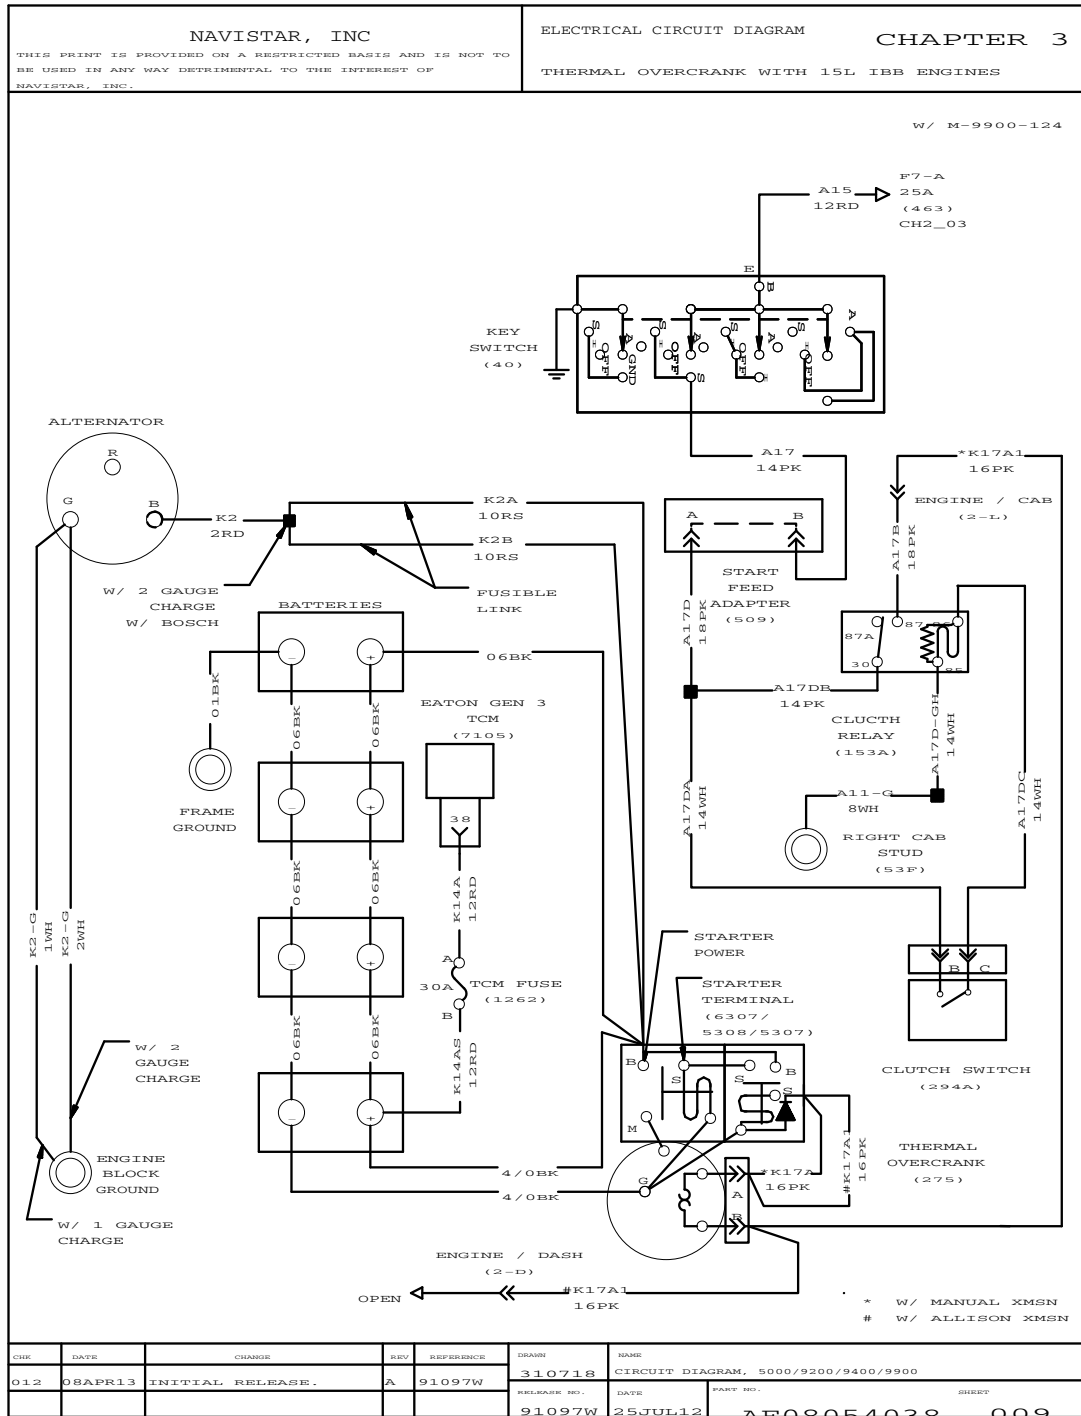 NAVISTAR, INC
THIS PRINT IS PROVIDED ON A RESTRICTED BASIS AND IS NOT TO
BE USED IN ANY WAY DETRIMENTAL TO THE INTEREST OF
NAVISTAR, INC.
ELECTRICAL CIRCUIT DIAGRAM
CHAPTER 3
THERMAL OVERCRANK WITH 15L IBB ENGINES
W/ M-9900-124
F7-A
25A
(463)
CH2_03
A15
12RD
E
B
A
S
A
S
A
S
A
S
OFF
GND
OFF
S
OFF
I
OFF
KEY
SWITCH
(40)
ALTERNATOR
R
G
B
K2
2RD
K2A
10RS
K2B
10RS
FUSIBLE
LINK
W/ 2 GAUGE
CHARGE
W/ BOSCH
A17
14PK
*K17A1
16PK
ENGINE / CAB
(2-L)
A17B
18PK
A
B
START
FEED
ADAPTER
(509)
A17D
18PK
87A
87
86
30
85
A17DB
14PK
CLUCTH
RELAY
(153A)
A17D-GH
14WH
A17DC
14WH
A17DA
14WH
A11-G
8WH
RIGHT CAB
STUD
(53F)
BATTERIES
-
+
06BK
01BK
06BK
06BK
FRAME
GROUND
-
+
06BK
06BK
-
+
06BK
06BK
-
+
EATON GEN 3
TCM
(7105)
38
K14A
12RD
A
30A
B
TCM FUSE
(1262)
K14AS
12RD
K2-G
1WH
K2-G
2WH
W/ 2
GAUGE
CHARGE
ENGINE
BLOCK
GROUND
W/ 1 GAUGE
CHARGE
STARTER
POWER
STARTER
TERMINAL
(6307/
5308/5307)
B
S
S
B
S
M
G
4/0BK
4/0BK
B
C
CLUTCH SWITCH
(294A)
THERMAL
OVERCRANK
(275)
*K17A
16PK
#K17A1
16PK
A
B
ENGINE / DASH
(2-D)
OPEN
#K17A1
16PK
* W/ MANUAL XMSN
# W/ ALLISON XMSN
CHK
DATE
CHANGE
REV
REFERENCE
012
08APR13
INITIAL RELEASE.
A
91097W
DRAWN
310718
NAME
CIRCUIT DIAGRAM, 5000/9200/9400/9900
RELEASE NO.
91097W
DATE
25JUL12
PART NO.
AF08054038
SHEET
009